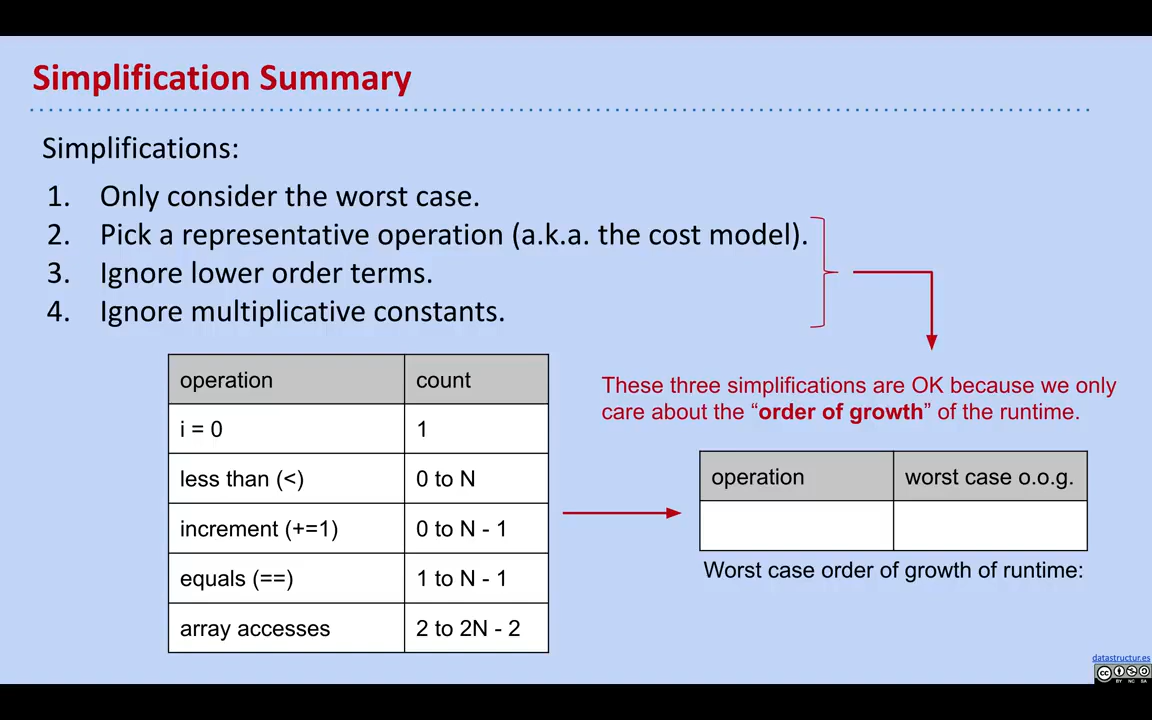 Simplification Summary
Simplifications:
1. Only consider the worst case.
2. Pick a representative operation (a.k.a. the cost model).
3. Ignore lower order terms.
4. Ignore multiplicative constants.
operation count
i = 0 1
less than (<) 0 to N
increment (+=1) 0 to N - 1
equals (==) 1 to N - 1
array accesses 2 to 2N - 2
These three simplifications are OK because we only
care about the “order of growth” of the runtime.
operation worst case o.o.g.
Worst case order of growth of runtime:
datastructur.es
CC
BY NC SA